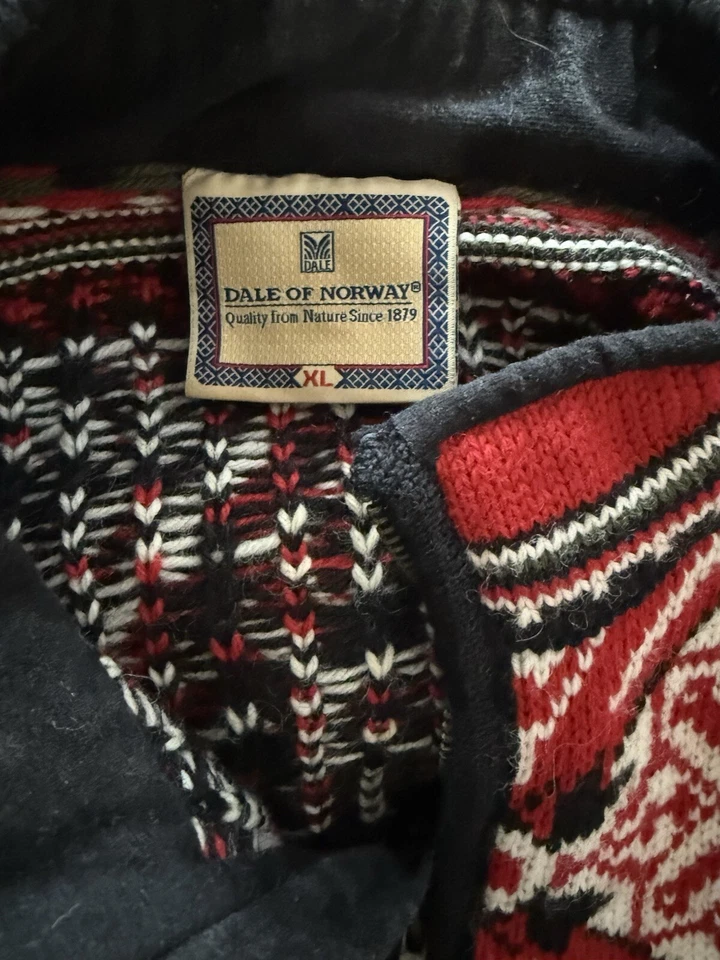 DALE
DALE OF NORWAY®
Quality from Nature Since 1879
XL